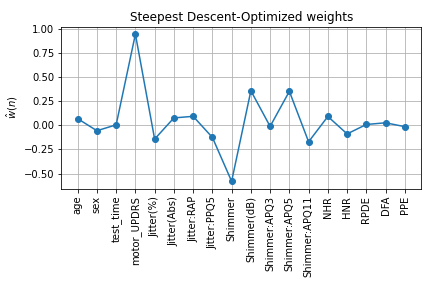 Steepest Descent-Optimized weights
ŵ(n)
1.00
0.75
0.50
0.25
0.00
−0.25
−0.50
age
sex
test_time
motor_UPDRS
Jitter(%)
Jitter(Abs)
Jitter:RAP
Jitter:PPQ5
Shimmer
Shimmer(dB)
Shimmer:APQ3
Shimmer:APQ5
Shimmer:APQ11
NHR
HNR
RPDE
DFA
PPE